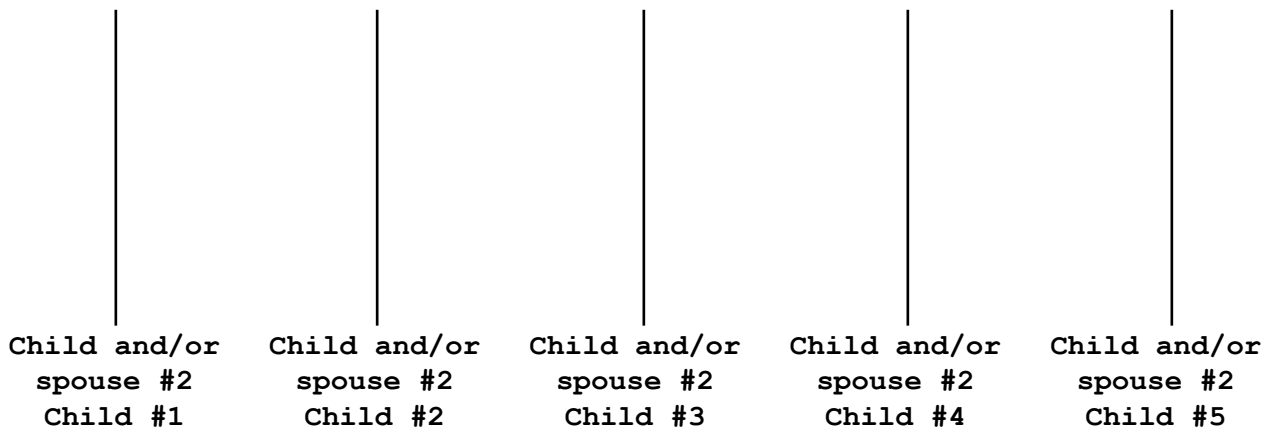 Child and/or Child and/or Child and/or Child and/or Child and/or
spouse #2 spouse #2 spouse #2 spouse #2 spouse #2
Child #1 Child #2 Child #3 Child #4 Child #5